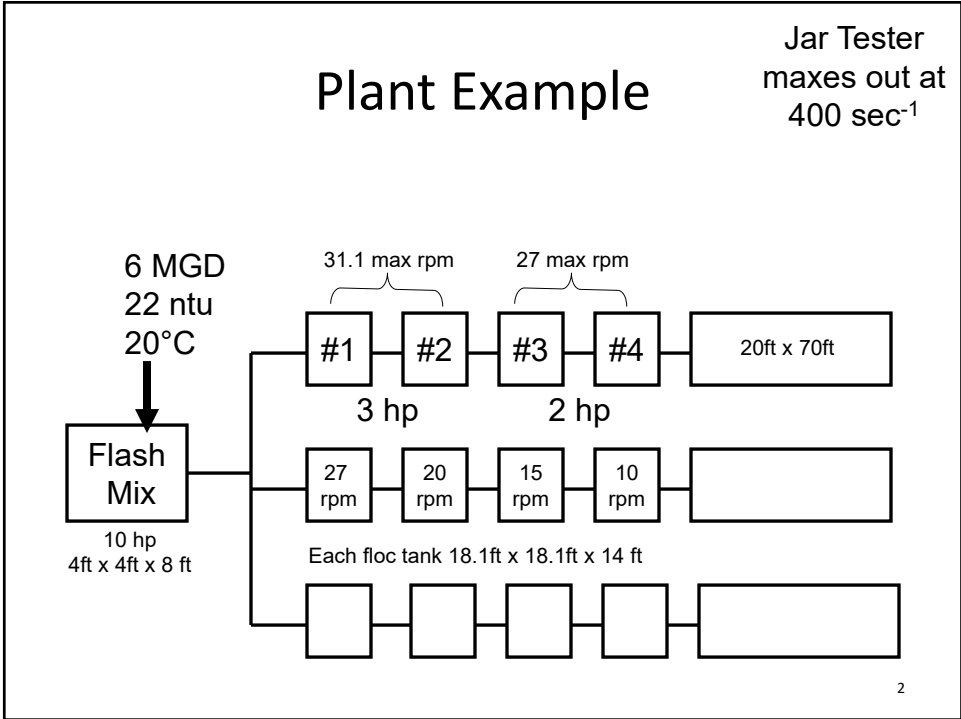 Jar Tester
maxes out at
400 sec⁻¹
Plant Example
6 MGD
22 ntu
20°C
31.1 max rpm
27 max rpm
#1
#2
#3
#4
20ft x 70ft
3 hp
2 hp
Flash
Mix
10 hp
4ft x 4ft x 8 ft
27
rpm
20
rpm
15
rpm
10
rpm
Each floc tank 18.1ft x 18.1ft x 14 ft
2